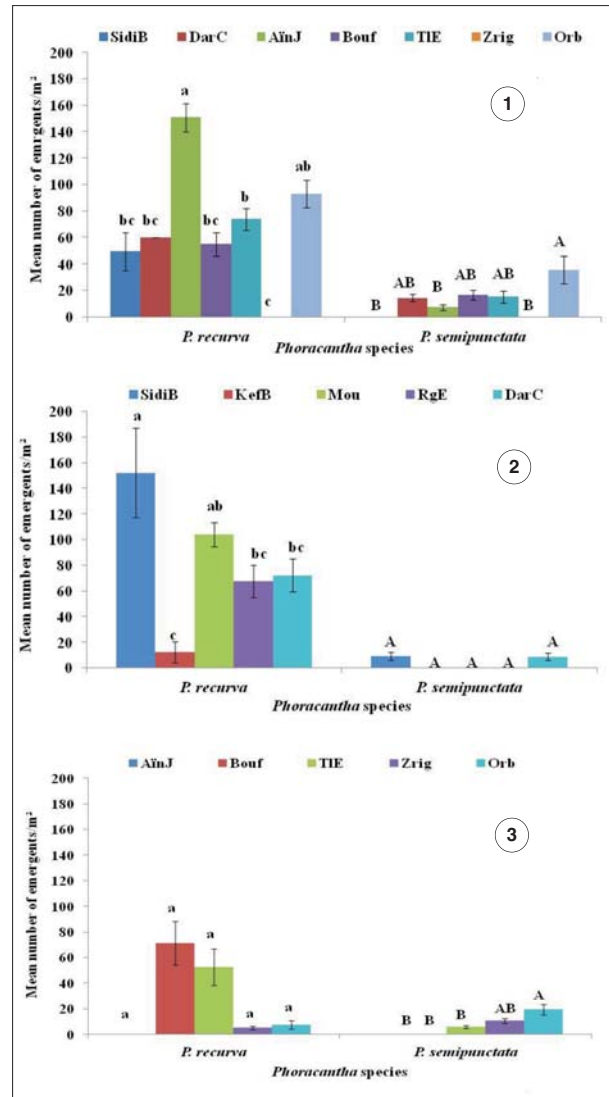 SidiB DarC AïnJ Bouf TIE Zrig Orb
200
180
160
140
120
100
80
60
40
20
0
Mean number of emrgents/m²
1
bc bc a bc b c ab
B AB B AB AB B A
P. recurva P. semipunctata
Phoracantha species
SidiB KefB Mou RgE DarC
200
180
160
140
120
100
80
60
40
20
0
Mean number of emergents/m²
2
a c ab bc bc
A A A A A
P. recurva P. semipunctata
Phoracantha species
AïnJ Bouf TIE Zrig Orb
200
180
160
140
120
100
80
60
40
20
0
Mean number of emergents/m²
3
a a a a a
B B B AB A
P. recurva P. semipunctata
Phoracantha species